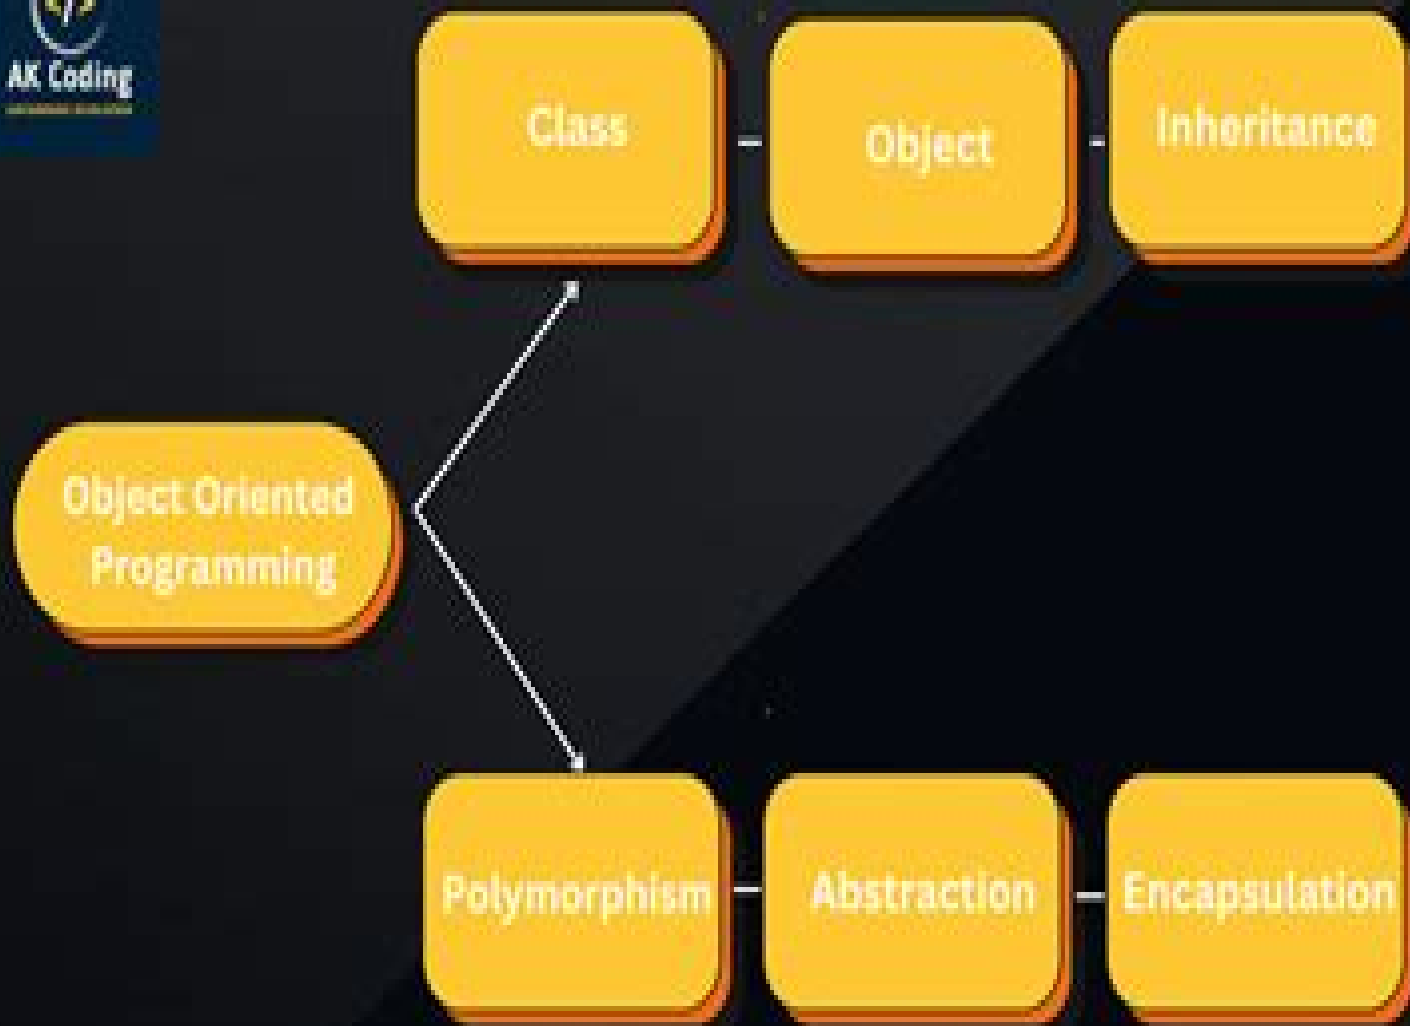 AK Coding
Class
Object
Inheritance
Object Oriented
Programming
Polymorphism
Abstraction
Encapsulation